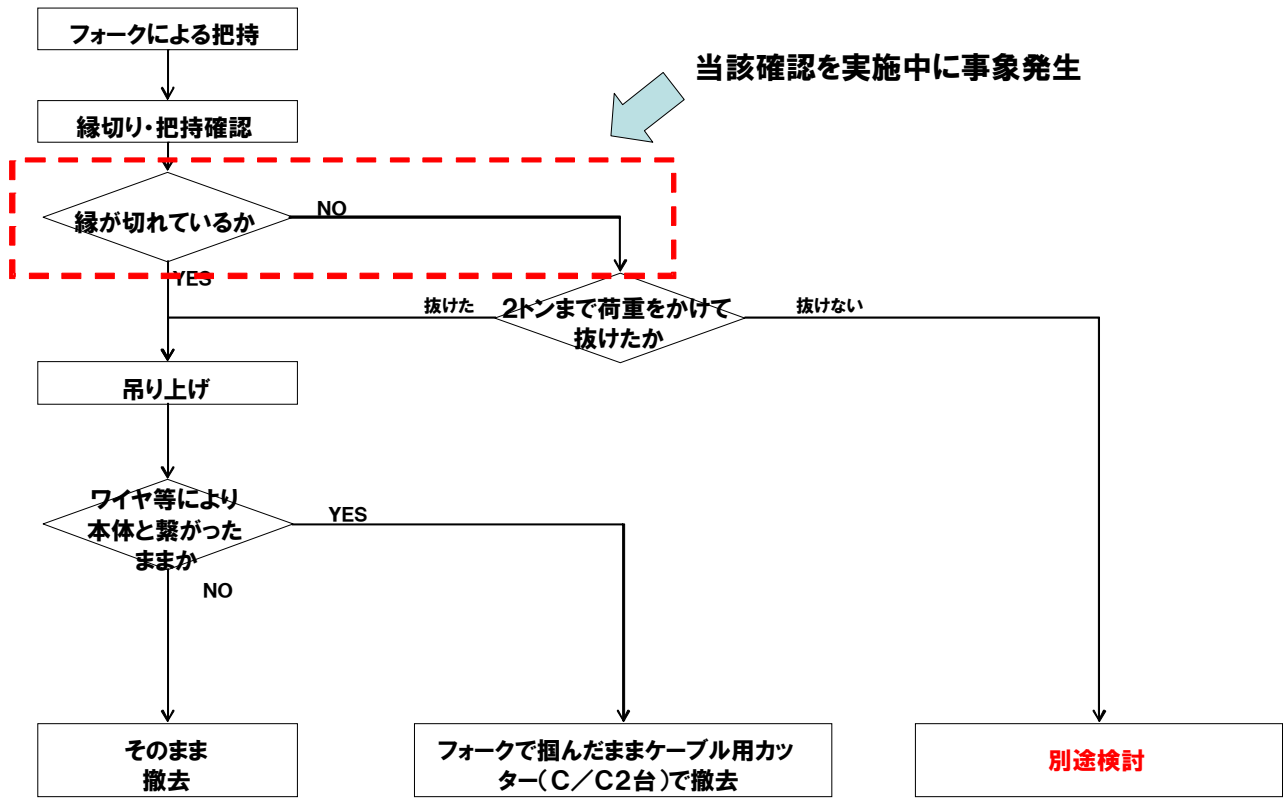 フォークによる把持
当該確認を実施中に事象発生
縁切り・把持確認
縁が切れているか
NO
YES
抜けた
2トンまで荷重をかけて
抜けたか
抜けない
吊り上げ
ワイヤ等により
本体と繋がった
ままか
YES
NO
そのまま
撤去
フォークで掴んだままケーブル用カッ
ター(C/C2台)で撤去
別途検討